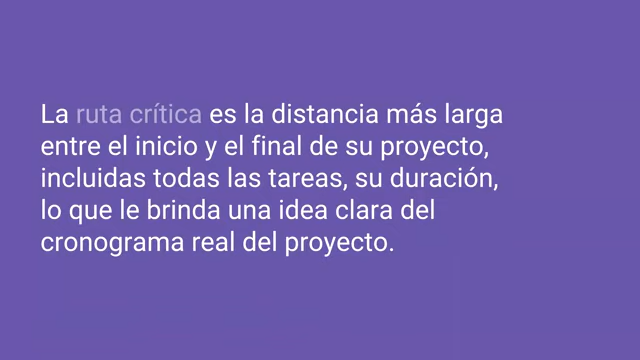 La ruta crítica es la distancia más larga
entre el inicio y el final de su proyecto,
incluidas todas las tareas, su duración,
lo que le brinda una idea clara del
cronograma real del proyecto.